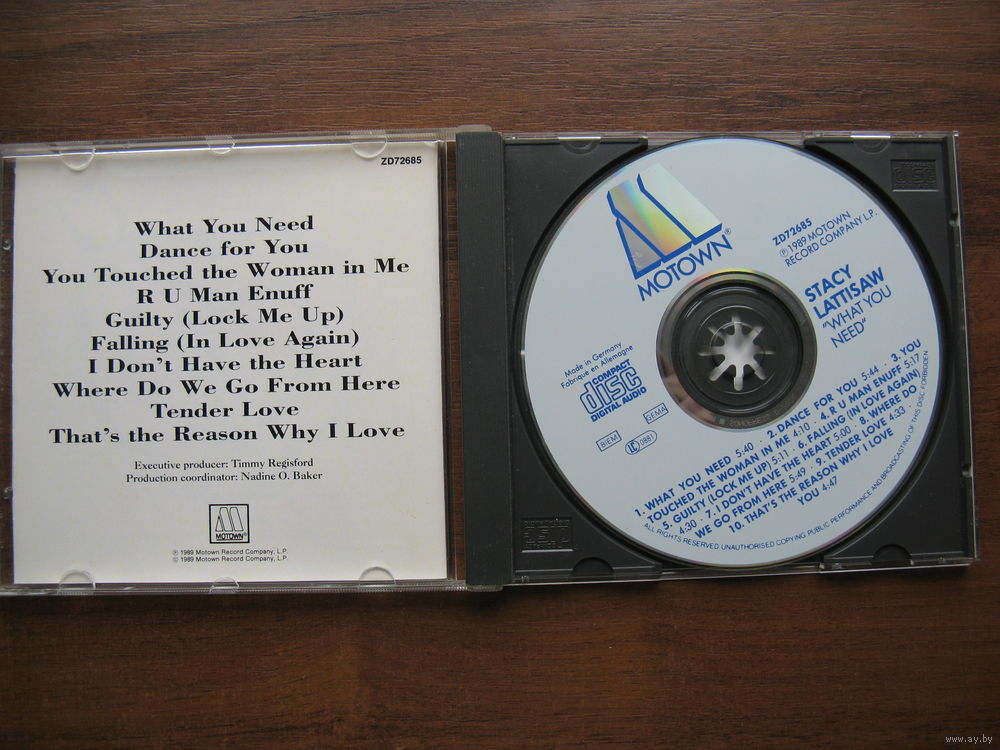 ZD72685
What You Need
Dance for You
You Touched the Woman in Me
R U Man Enuff
Guilty (Lock Me Up)
Falling (In Love Again)
I Don't Have the Heart
Where Do We Go From Here
Tender Love
That's the Reason Why I Love
Executive producer: Timmy Regisford
Production coordinator: Nadine O. Baker
MOTOWN®
℗ 1989 Motown Record Company, L.P.
© 1989 Motown Record Company, L.P.
MOTOWN®
ZD72685
℗ 1989 MOTOWN
RECORD COMPANY L.P.
STACY
LATTISAW
"WHAT YOU
NEED"
Made in Germany
Fabriqué en Allemagne
COMPACT
disc
DIGITAL AUDIO
BIEM
GEMA
LC 0881
1. WHAT YOU NEED 5:40 · 2. DANCE FOR YOU 5:44 · 3. YOU
TOUCHED THE WOMAN IN ME 4:10 · 4. R U MAN ENUFF 5:17
5. GUILTY (LOCK ME UP) 5:11 · 6. FALLING (IN LOVE AGAIN)
4:30 · 7. I DON'T HAVE THE HEART 5:00 · 8. WHERE DO
WE GO FROM HERE 5:49 · 9. TENDER LOVE 4:33 ·
10. THAT'S THE REASON WHY I LOVE
YOU 4:47
ALL RIGHTS RESERVED. UNAUTHORISED COPYING PUBLIC PERFORMANCE AND BROADCASTING OF THIS DISC FORBIDDEN
www.ay.by